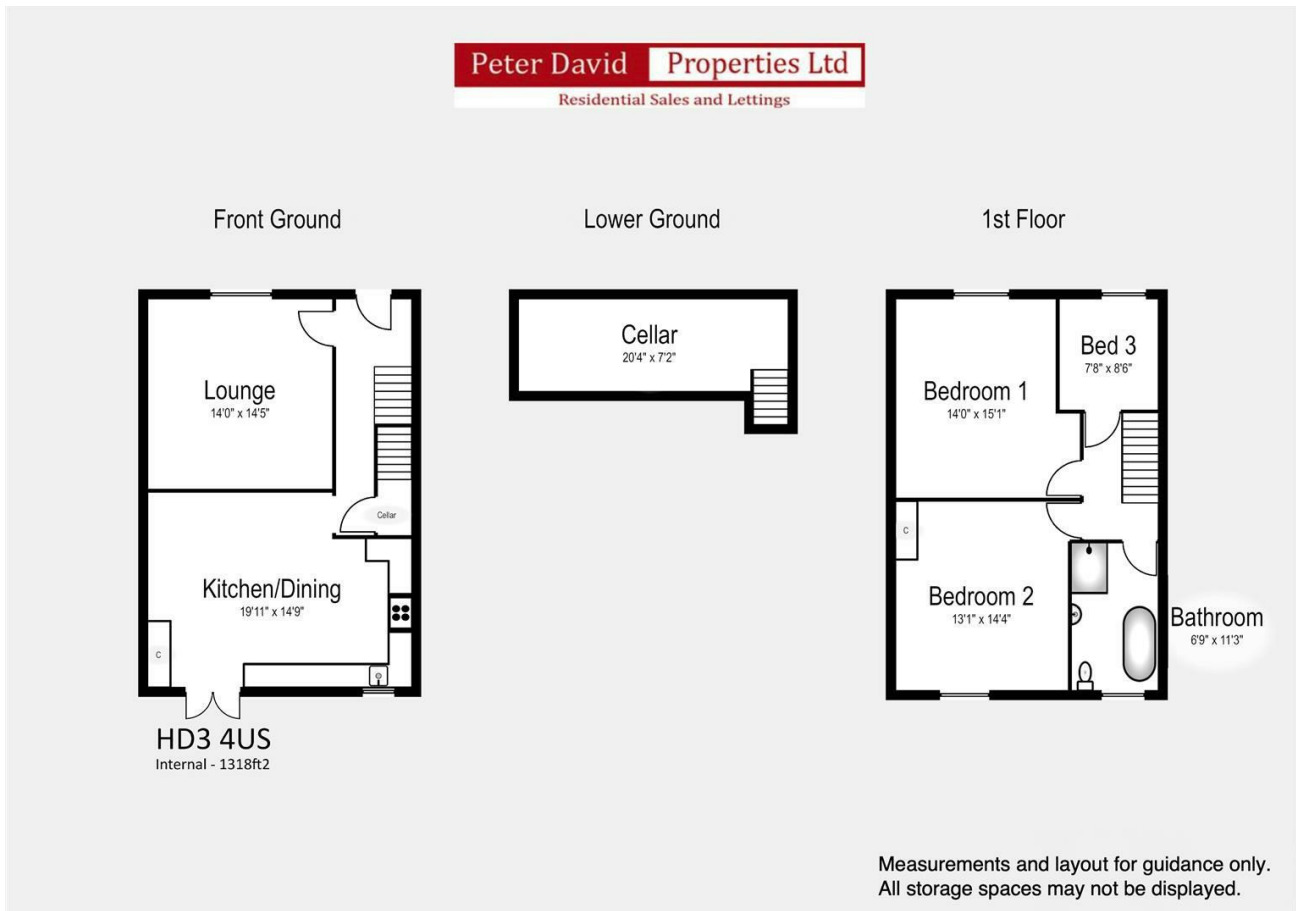 Peter David Properties Ltd
Residential Sales and Lettings
Front Ground
Lower Ground
1st Floor
Lounge
14'0" x 14'5"
Cellar
Kitchen/Dining
19'11" x 14'9"
C
HD3 4US
Internal - 1318ft2
Cellar
20'4" x 7'2"
Bedroom 1
14'0" x 15'1"
Bed 3
7'8" x 8'6"
C
Bedroom 2
13'1" x 14'4"
Bathroom
6'9" x 11'3"
Measurements and layout for guidance only.
All storage spaces may not be displayed.